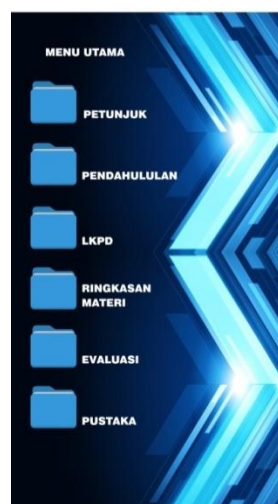 MENU UTAMA
PETUNJUK
PENDAHULULAN
LKPD
RINGKASAN
MATERI
EVALUASI
PUSTAKA